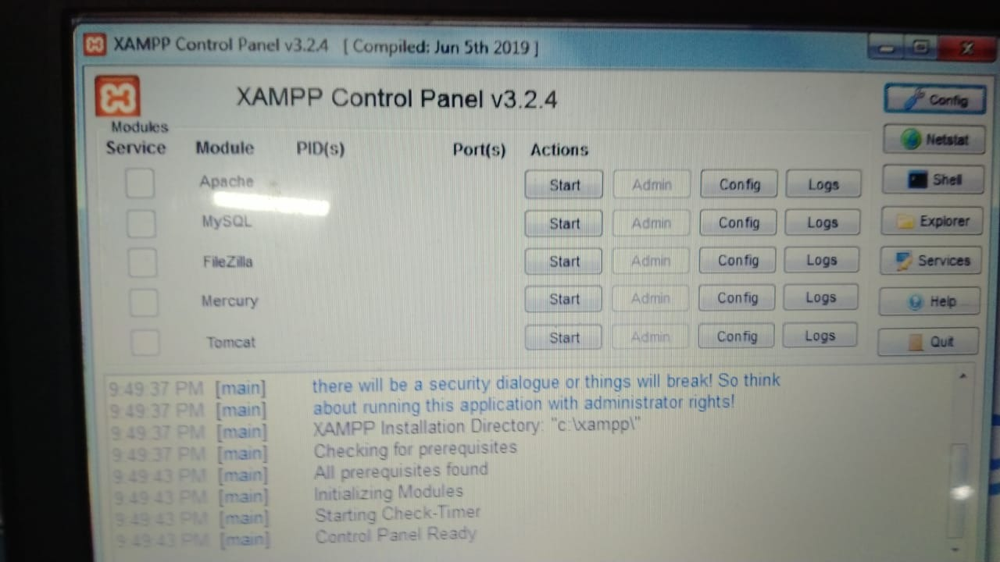 XAMPP Control Panel v3.2.4 [ Compiled: Jun 5th 2019 ]
XAMPP Control Panel v3.2.4
Config
Modules
Service Module PID(s) Port(s) Actions
Netstat
Apache Start Admin Config Logs
Shell
MySQL Start Admin Config Logs
Explorer
FileZilla Start Admin Config Logs
Services
Mercury Start Admin Config Logs
Help
Tomcat Start Admin Config Logs
Quit
9:49:37 PM [main] there will be a security dialogue or things will break! So think
9:49:37 PM [main] about running this application with administrator rights!
9:49:37 PM [main] XAMPP Installation Directory: "c:\xampp\"
9:49:37 PM [main] Checking for prerequisites
9:49:43 PM [main] All prerequisites found
9:49:43 PM [main] Initializing Modules
9:49:43 PM [main] Starting Check-Timer
9:49:43 PM [main] Control Panel Ready